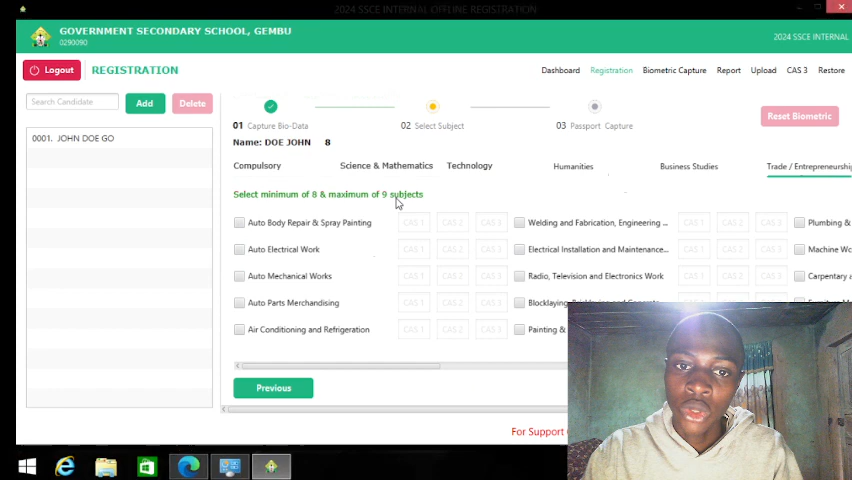 2024 SSCE INTERNAL OFFLINE REGISTRATION
GOVERNMENT SECONDARY SCHOOL, GEMBU
0290090
2024 SSCE INTERNAL
Logout
REGISTRATION
Dashboard Registration Biometric Capture Report Upload CAS 3 Restore
Search Candidate Add Delete
01 Capture Bio-Data 02 Select Subject 03 Passport Capture
Reset Biometric
0001. JOHN DOE GO
Name: DOE JOHN 8
Compulsory Science & Mathematics Technology Humanities Business Studies Trade / Entrepreneurship
Select minimum of 8 & maximum of 9 subjects
Auto Body Repair & Spray Painting CAS 1 CAS 2 CAS 3 Welding and Fabrication, Engineering ... CAS 1 CAS 2 CAS 3 Plumbing &
Auto Electrical Work CAS 1 CAS 2 CAS 3 Electrical Installation and Maintenance... CAS 1 CAS 2 CAS 3 Machine
Auto Mechanical Works CAS 1 CAS 2 CAS 3 Radio, Television and Electronics Work CAS 1 CAS 2 CAS 3 Carpentary
Auto Parts Merchandising CAS 1 CAS 2 CAS 3 Blocklaying,
Air Conditioning and Refrigeration CAS 1 CAS 2 CAS 3 Painting &
Previous
For Support